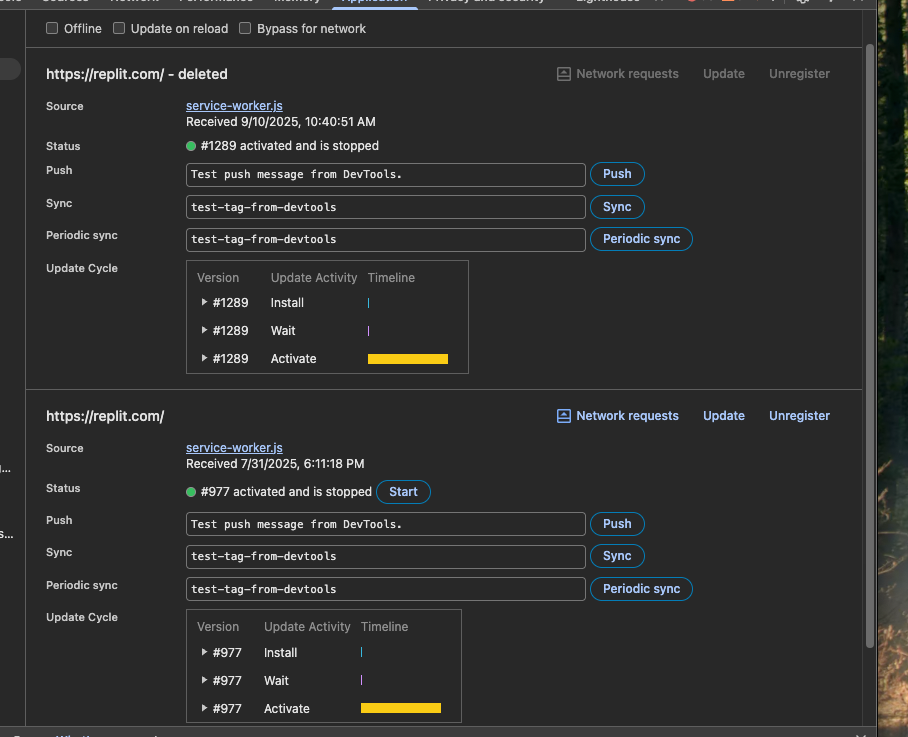 Application
Offline Update on reload Bypass for network
https://replit.com/ - deleted Network requests Update Unregister
Source service-worker.js
Received 9/10/2025, 10:40:51 AM
Status #1289 activated and is stopped
Push Test push message from DevTools. Push
Sync test-tag-from-devtools Sync
Periodic sync test-tag-from-devtools Periodic sync
Update Cycle
Version Update Activity Timeline
#1289 Install
#1289 Wait
#1289 Activate
https://replit.com/ Network requests Update Unregister
Source service-worker.js
Received 7/31/2025, 6:11:18 PM
Status #977 activated and is stopped Start
Push Test push message from DevTools. Push
Sync test-tag-from-devtools Sync
Periodic sync test-tag-from-devtools Periodic sync
Update Cycle
Version Update Activity Timeline
#977 Install
#977 Wait
#977 Activate